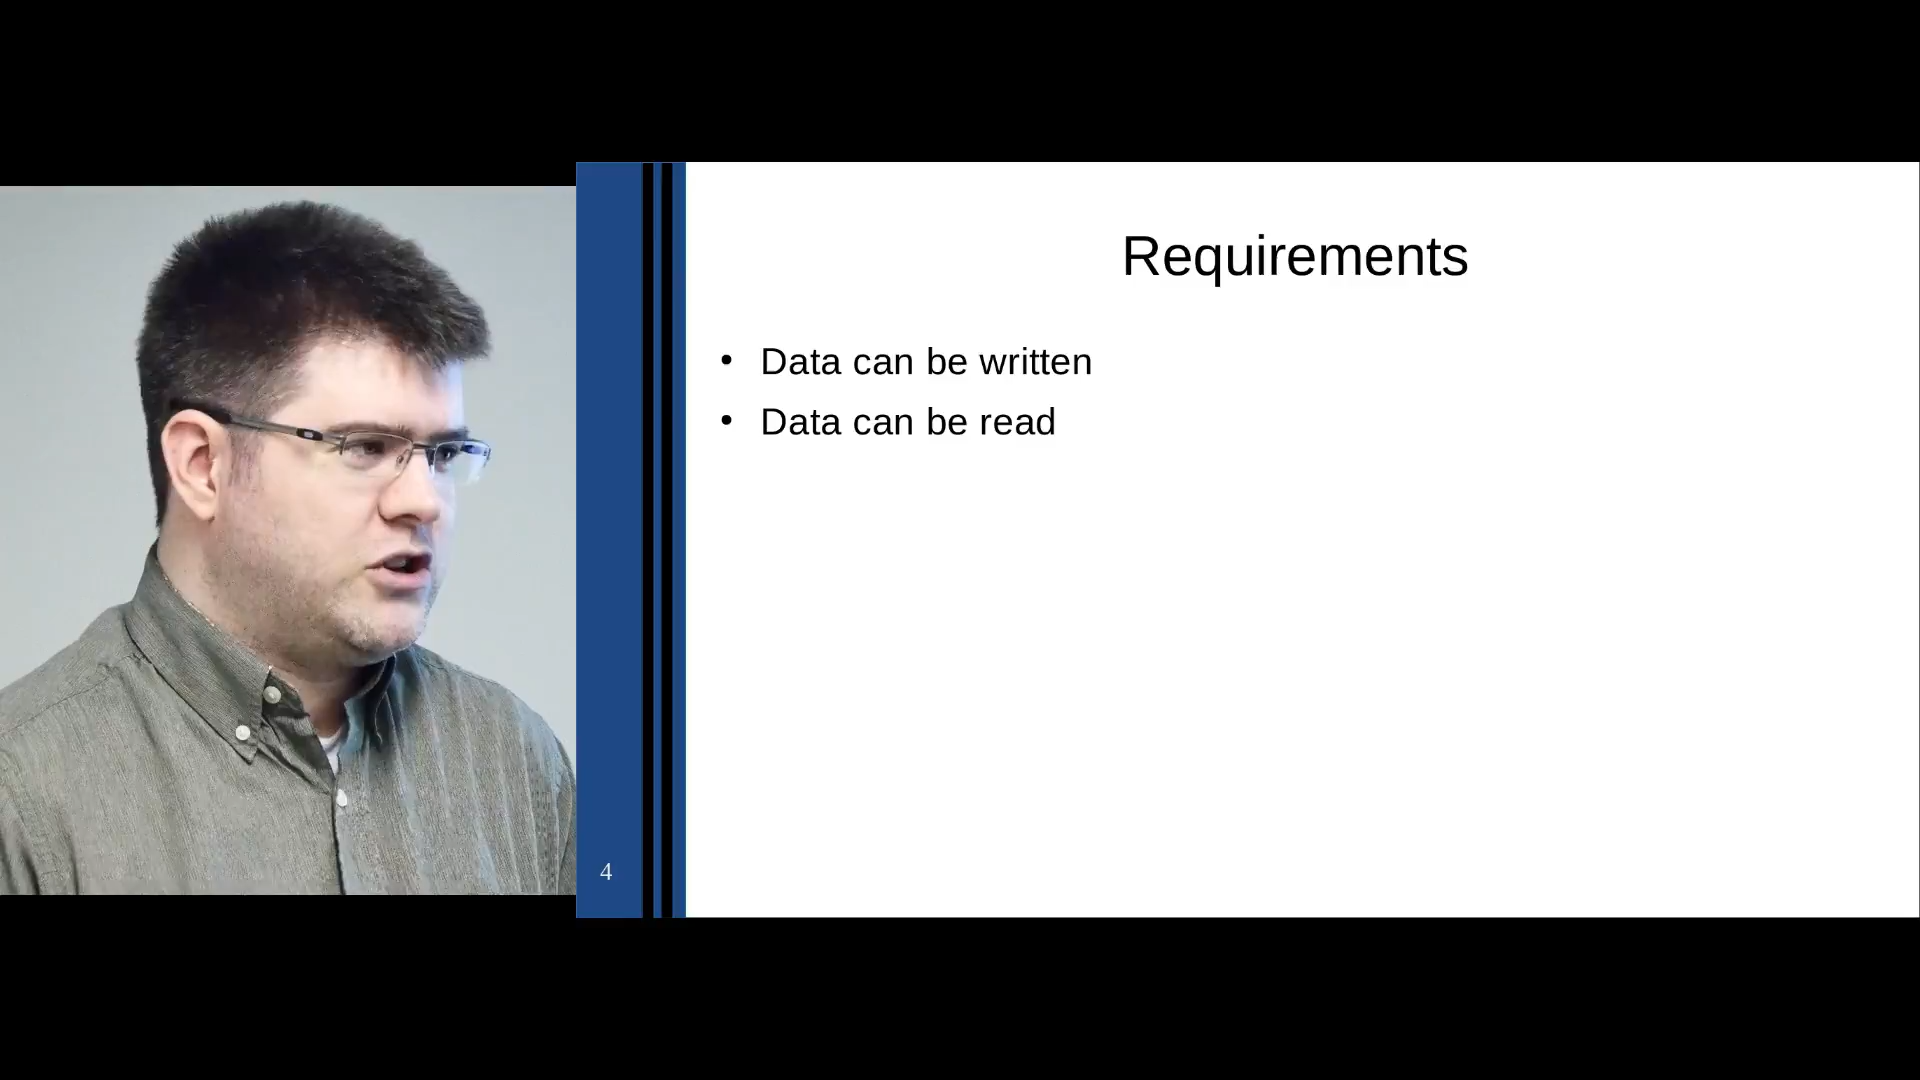 Requirements
• Data can be written
• Data can be read
4